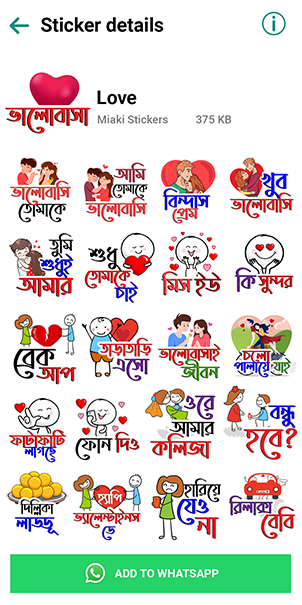 Sticker details
ভালোবাসা
Love
Miaki Stickers 375 KB
ভালোবাসি
তোমাকে
আমি
তোমাকে
ভালোবাসি
বিন্দাস
প্রেম
খুব
ভালোবাসি
তুমি
শুধুই
আমার
শুধু
তোমাকে
চাই
মিস ইউ
কি সুন্দর
ব্রেক
আপ
তাড়াতাড়ি
এসো
ভালোবাসাই
জীবন
চলো
পালায়ে যাই
ফাটাফাটি
লাগছে
ফোন দিও
ওরে
আমার
কলিজা
বন্ধু
হবে?
দিল্লিকা
লাড্ডু
হ্যাপি
ভ্যালেন্টাইনস
ডে
হারিয়ে
যেও
না
রিলাক্স
বেবি
ADD TO WHATSAPP